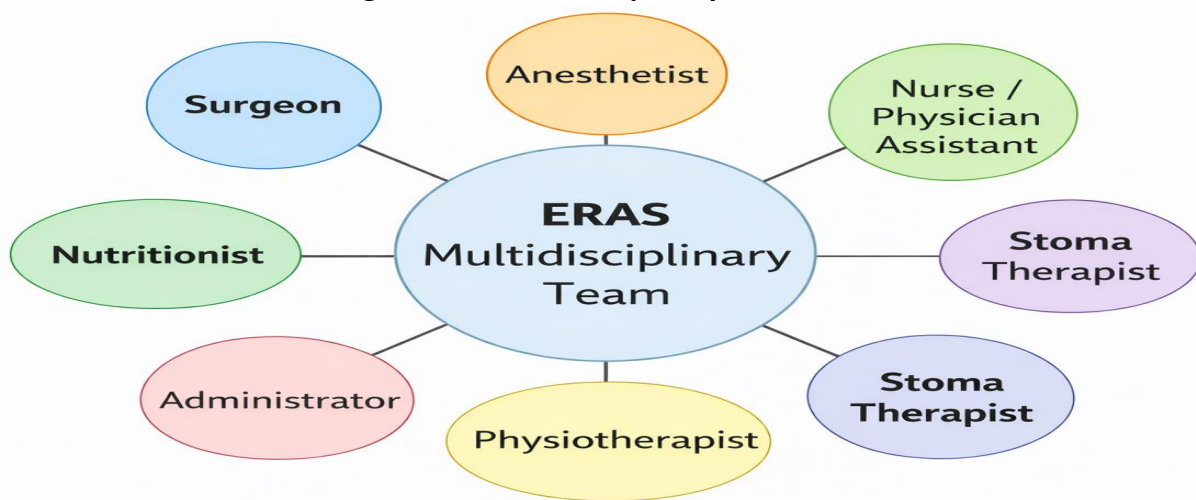 Anesthetist
Surgeon
Nurse /
Physician
Assistant
ERAS
Multidisciplinary
Team
Nutritionist
Stoma
Therapist
Administrator
Physiotherapist
Stoma
Therapist